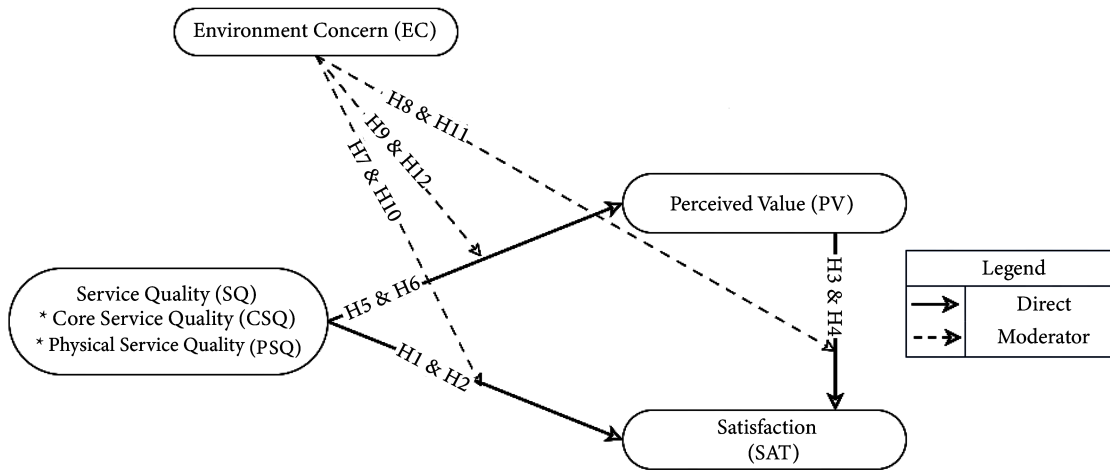 Environment Concern (EC)
H8 & H11
H9 & H12
H7 & H10
Perceived Value (PV)
H3 & H4
Legend
Direct
Moderator
Service Quality (SQ)
* Core Service Quality (CSQ)
* Physical Service Quality (PSQ)
H5 & H6
H1 & H2
Satisfaction
(SAT)